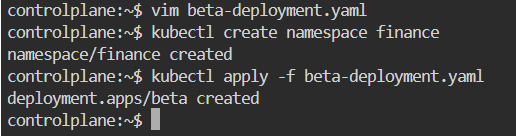 controlplane:~$ vim beta-deployment.yaml
controlplane:~$ kubectl create namespace finance
namespace/finance created
controlplane:~$ kubectl apply -f beta-deployment.yaml
deployment.apps/beta created
controlplane:~$